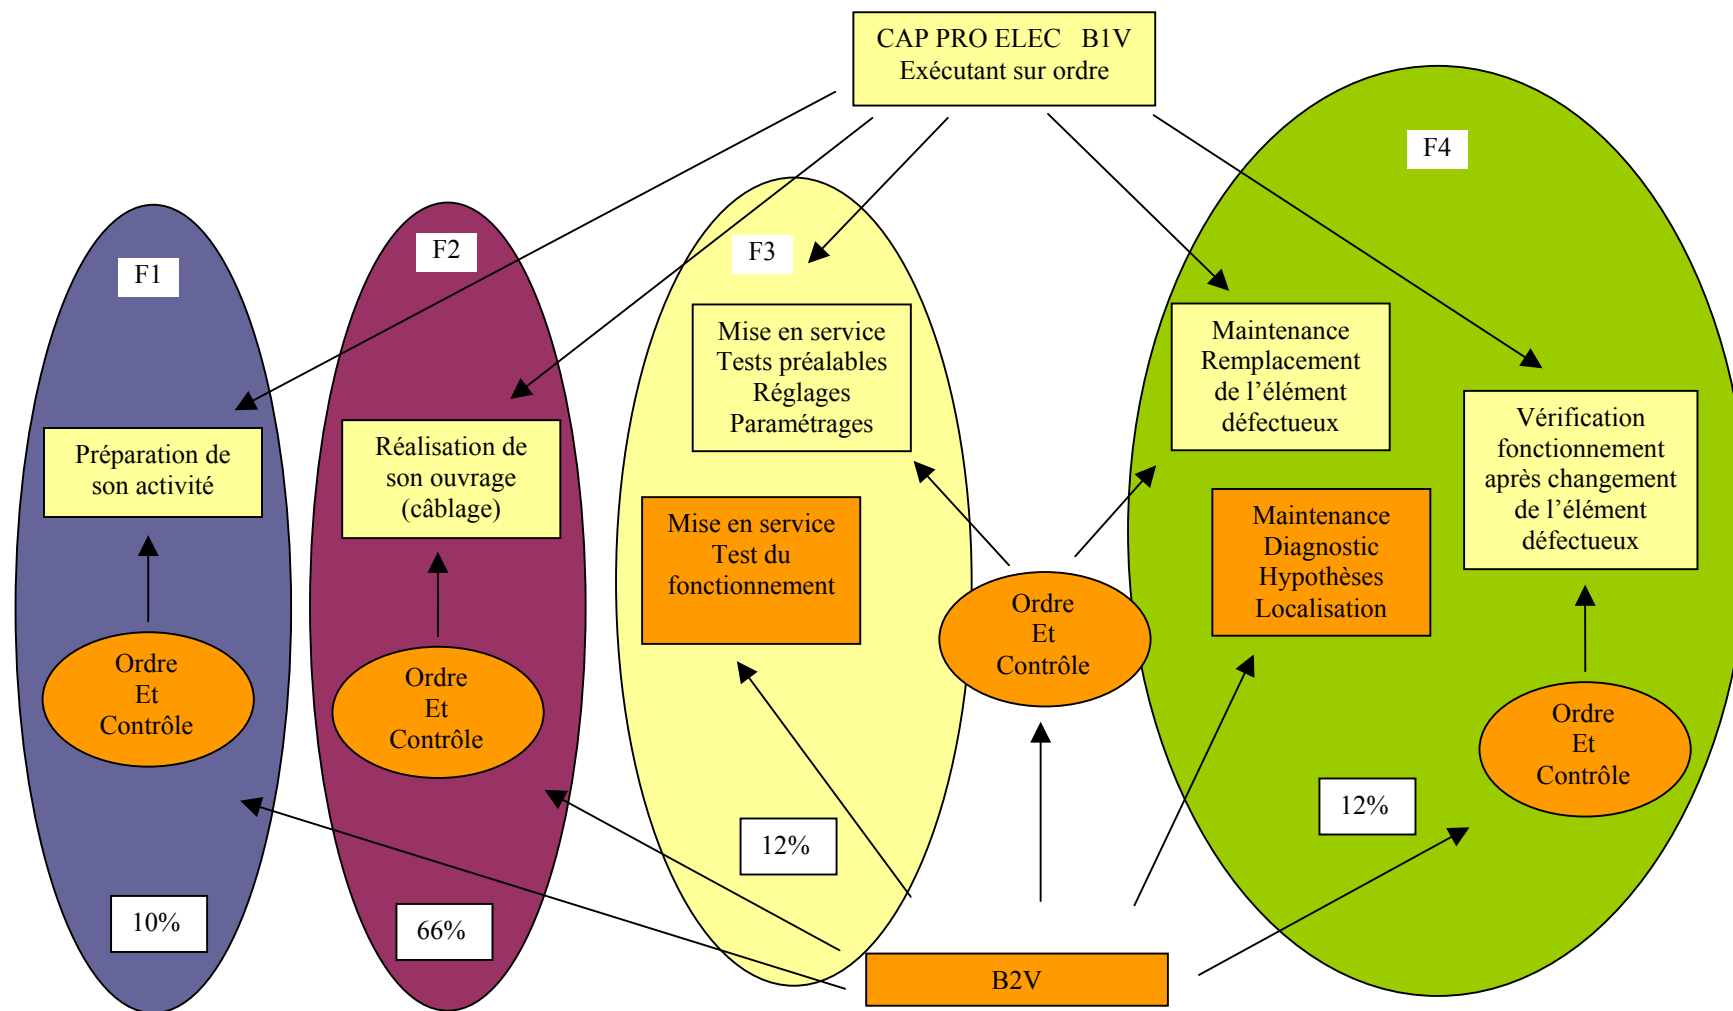 CAP PRO ELEC   B1V
Exécutant sur ordre
F1
Préparation de
son activité
Ordre
Et
Contrôle
10%
F2
Réalisation de
son ouvrage
(câblage)
Ordre
Et
Contrôle
66%
F3
Mise en service
Tests préalables
Réglages
Paramétrages
Mise en service
Test du
fonctionnement
12%
Ordre
Et
Contrôle
F4
Maintenance
Remplacement
de l’élément
défectueux
Maintenance
Diagnostic
Hypothèses
Localisation
Vérification
fonctionnement
après changement
de l’élément
défectueux
Ordre
Et
Contrôle
12%
B2V